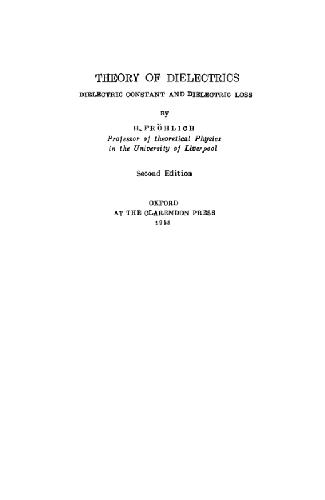 THEORY OF DIELECTRICS
DIELECTRIC CONSTANT AND DIELECTRIC LOSS
BY
H. FRÖHLICH
Professor of theoretical Physics
in the University of Liverpool
Second Edition
OXFORD
AT THE CLARENDON PRESS
1958